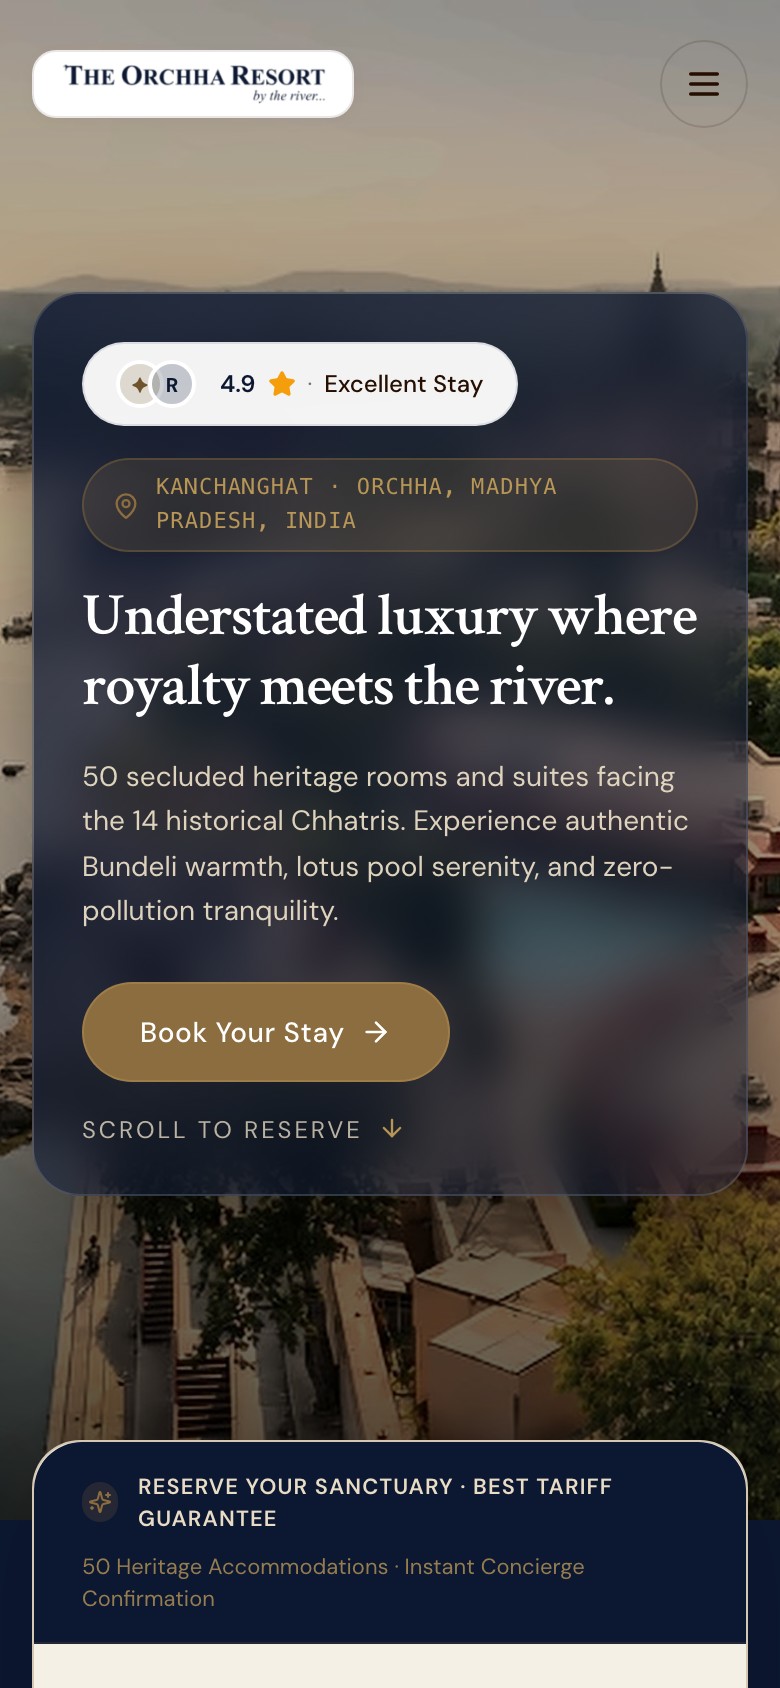 THE ORCHHA RESORT
by the river...
R 4.9 · Excellent Stay
KANCHANGHAT · ORCHHA, MADHYA
PRADESH, INDIA
Understated luxury where
royalty meets the river.
50 secluded heritage rooms and suites facing
the 14 historical Chhatris. Experience authentic
Bundeli warmth, lotus pool serenity, and zero-
pollution tranquility.
Book Your Stay →
SCROLL TO RESERVE ↓
RESERVE YOUR SANCTUARY · BEST TARIFF
GUARANTEE
50 Heritage Accommodations · Instant Concierge
Confirmation